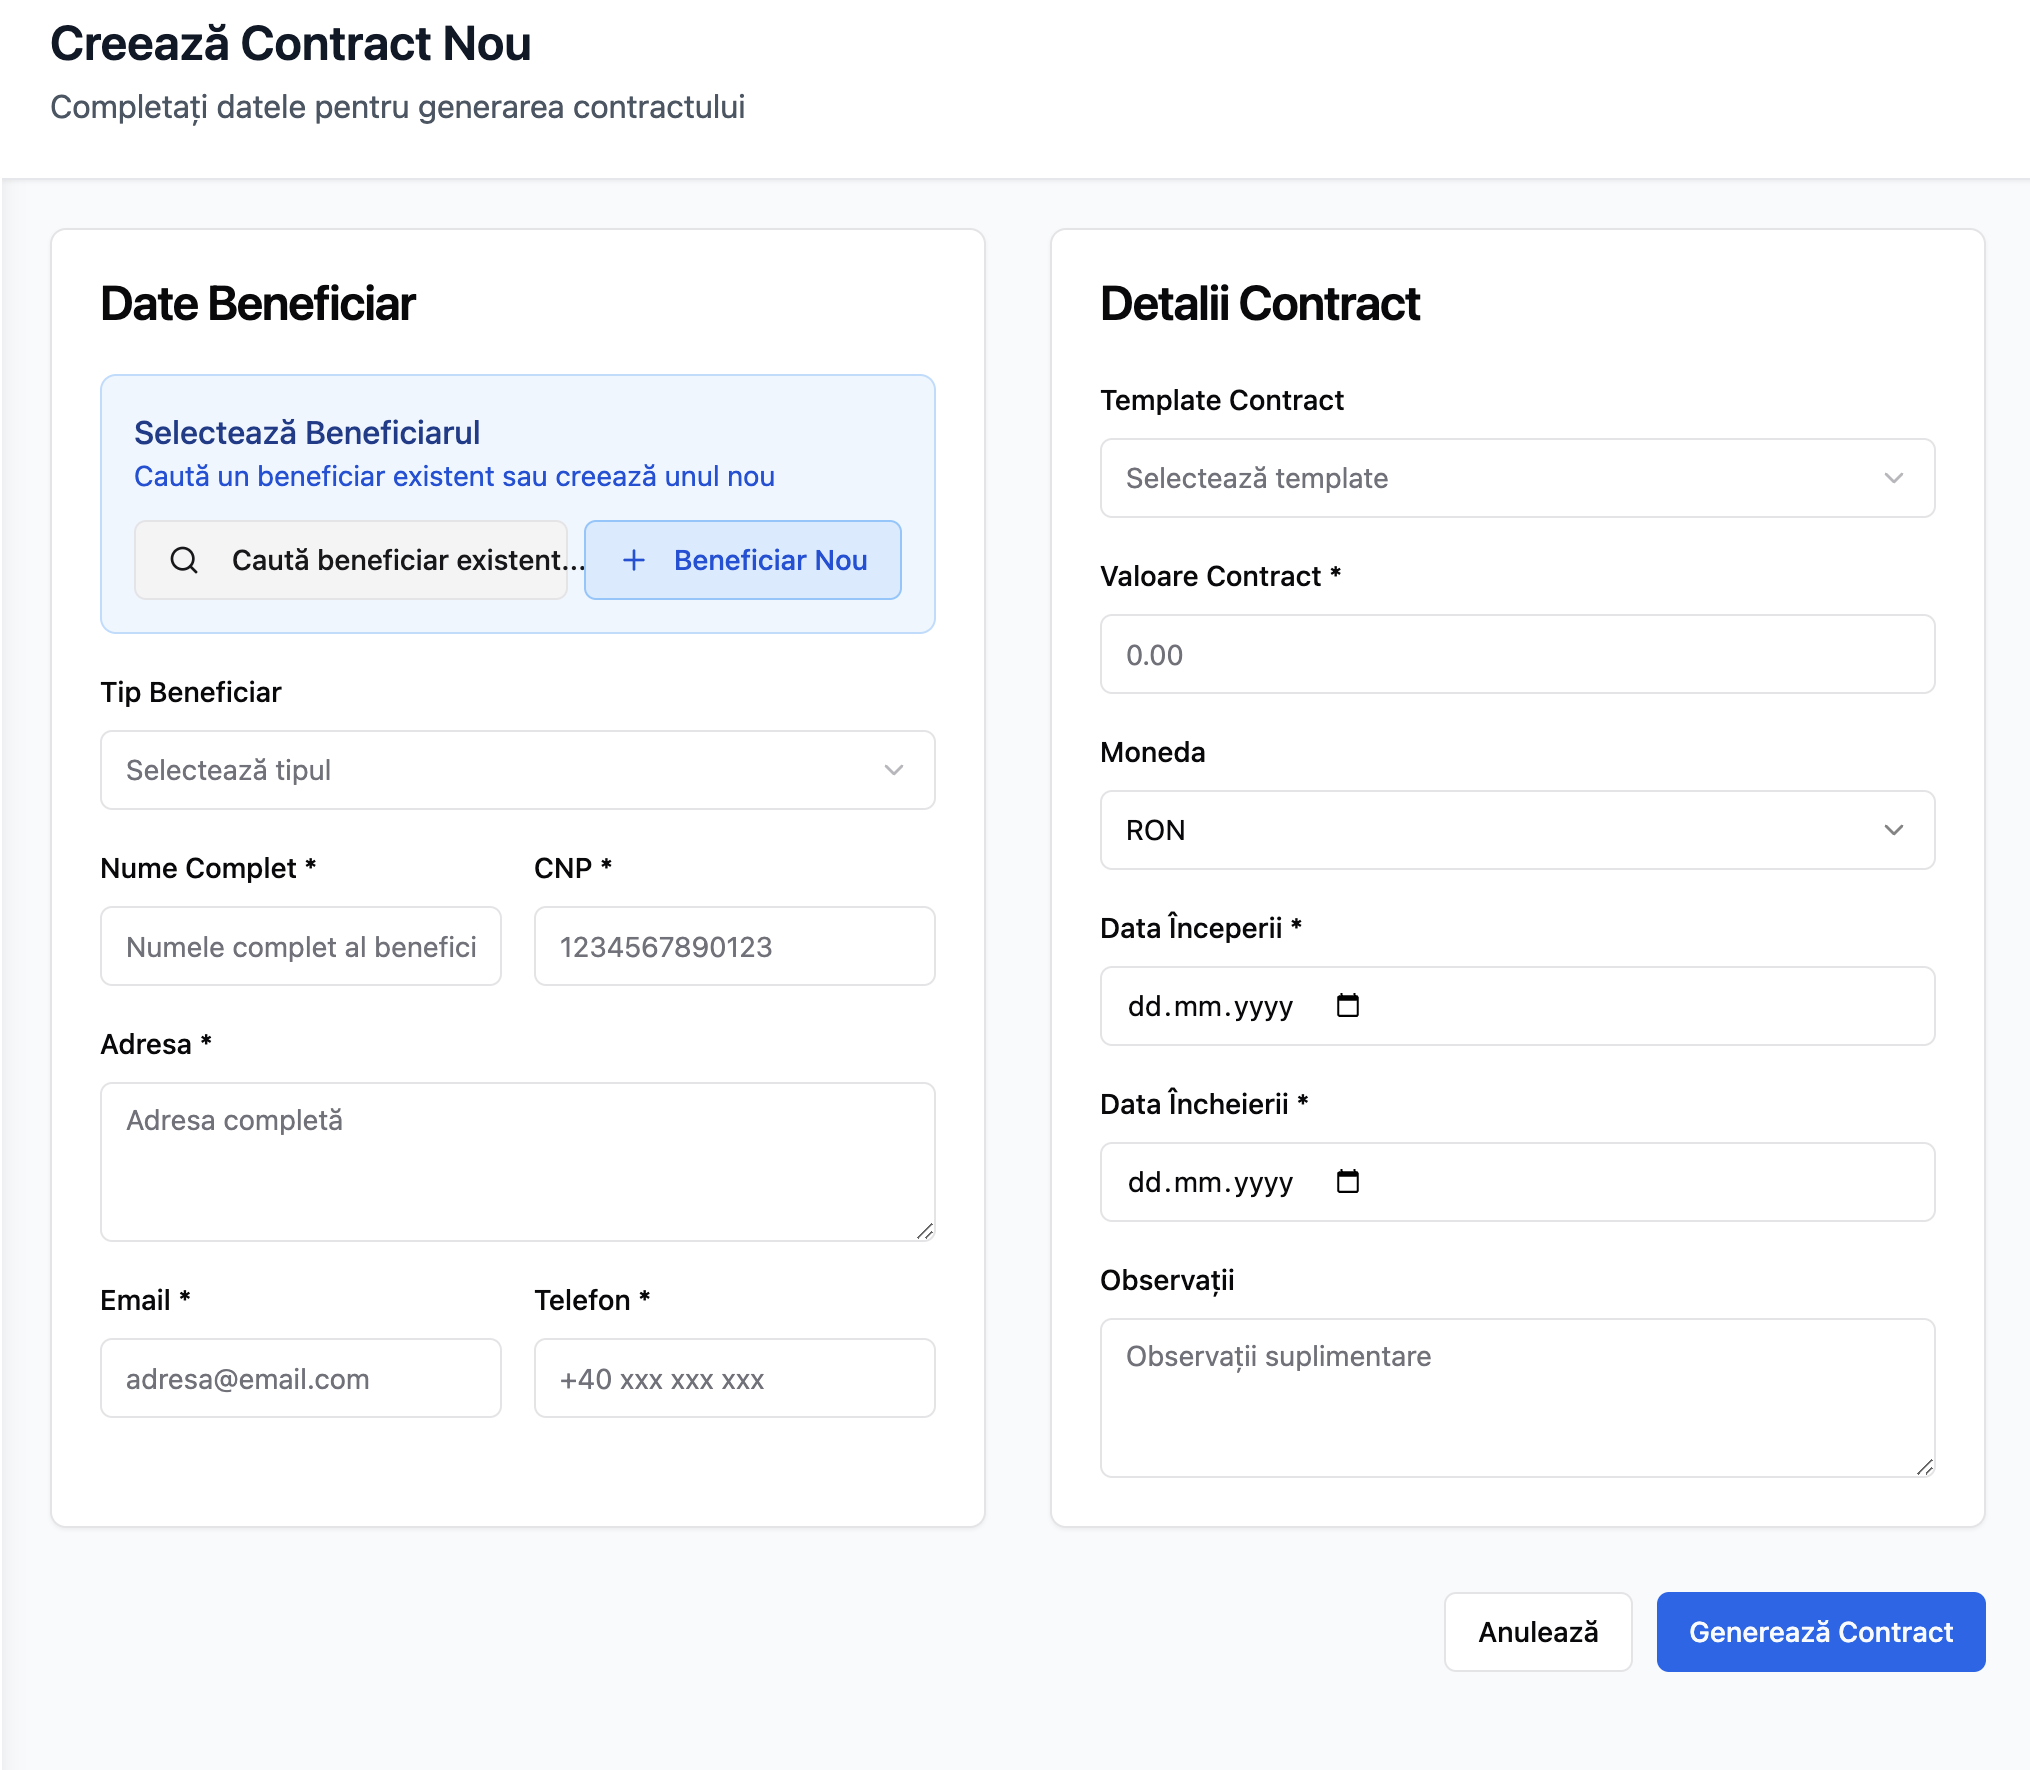 Creează Contract Nou
Completați datele pentru generarea contractului
Date Beneficiar
Selectează Beneficiarul
Caută un beneficiar existent sau creează unul nou
Caută beneficiar existent...
Beneficiar Nou
Tip Beneficiar
Selectează tipul
Nume Complet *
CNP *
Numele complet al benefici
1234567890123
Adresa *
Adresa completă
Email *
Telefon *
adresa@email.com
+40 xxx xxx xxx
Detalii Contract
Template Contract
Selectează template
Valoare Contract *
0.00
Moneda
RON
Data Începerii *
dd.mm.yyyy
Data Încheierii *
dd.mm.yyyy
Observații
Observații suplimentare
Anulează
Generează Contract